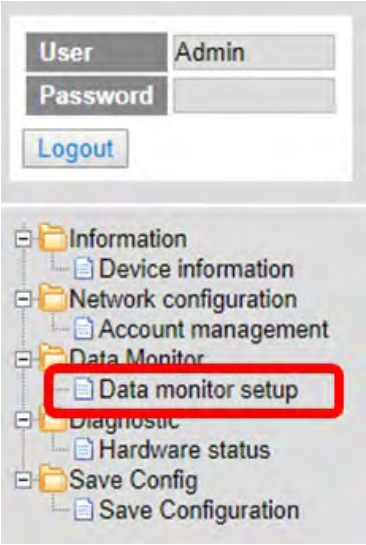 User Admin
Password
Logout
Information
Device information
Network configuration
Account management
Data Monitor
Data monitor setup
Diagnostic
Hardware status
Save Config
Save Configuration